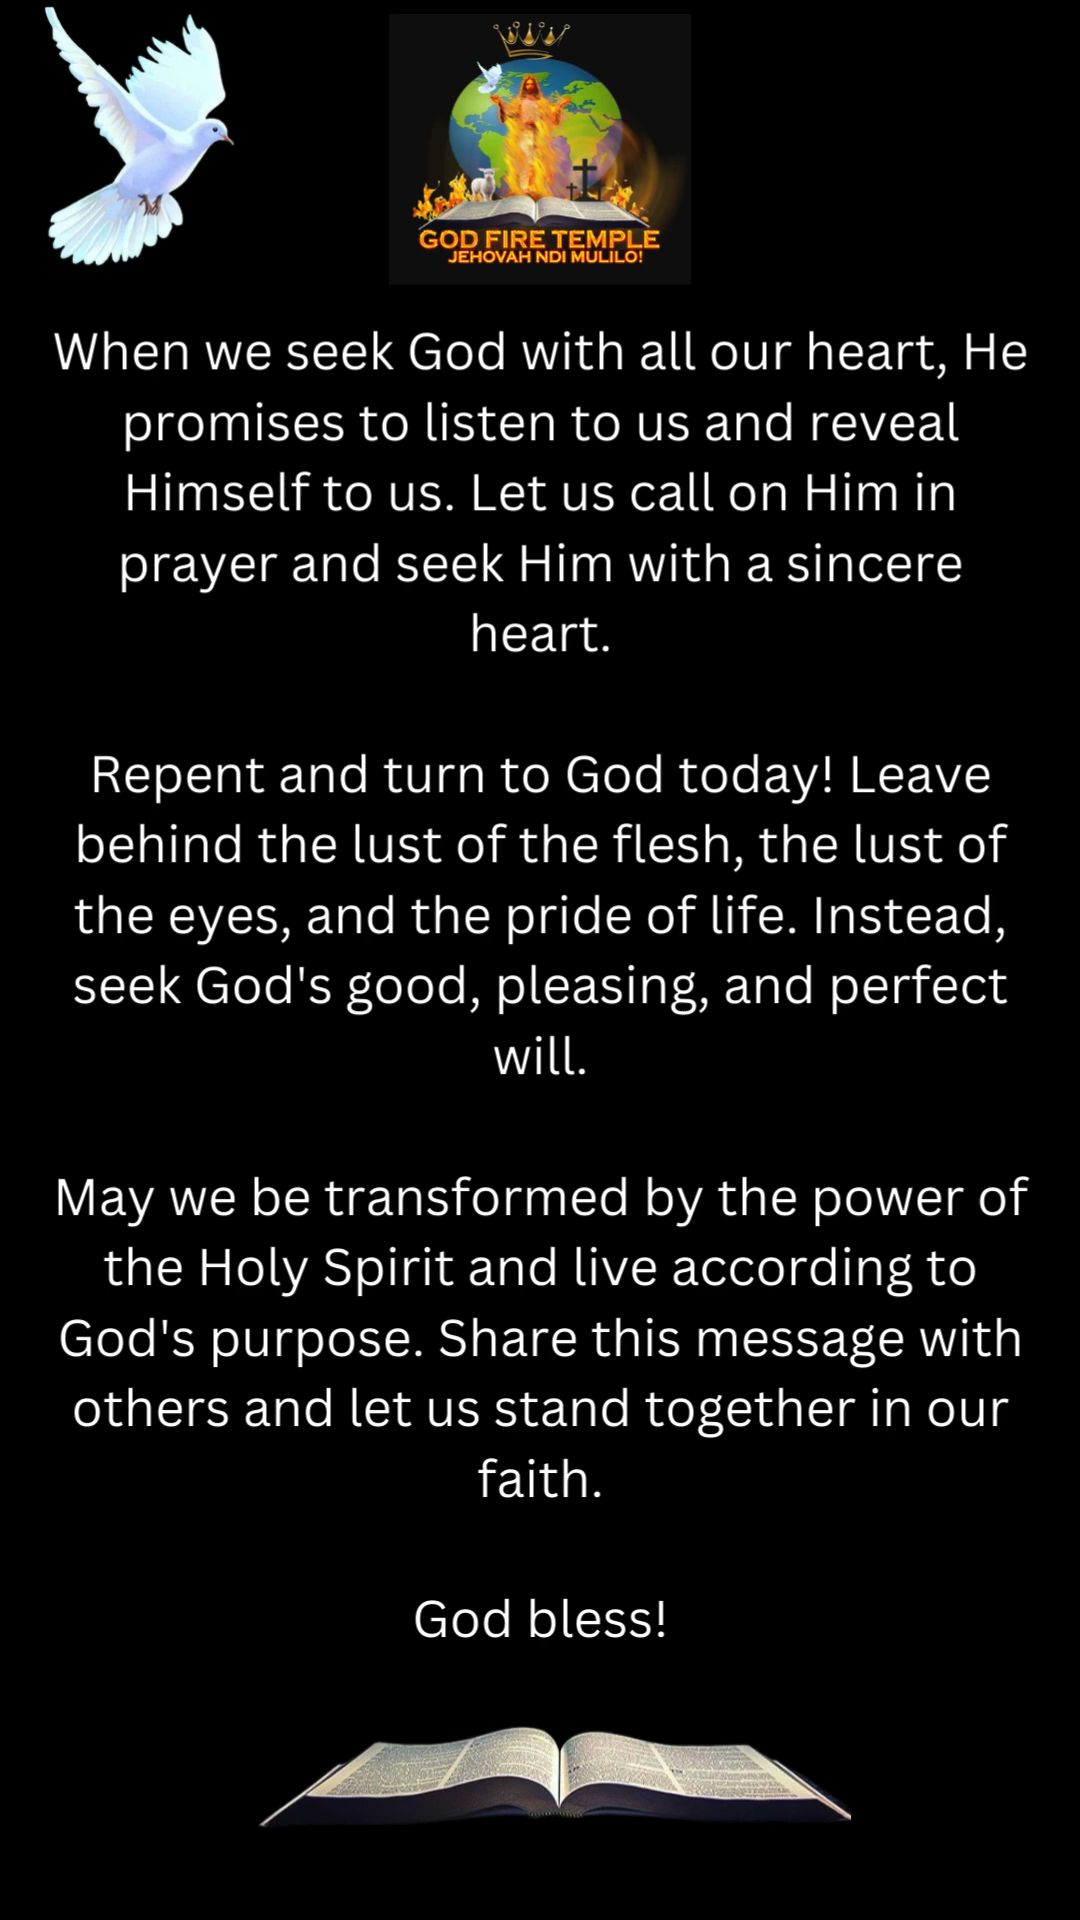 GOD FIRE TEMPLE
JEHOVAH NDI MULILO!
When we seek God with all our heart, He
promises to listen to us and reveal
Himself to us. Let us call on Him in
prayer and seek Him with a sincere
heart.
Repent and turn to God today! Leave
behind the lust of the flesh, the lust of
the eyes, and the pride of life. Instead,
seek God's good, pleasing, and perfect
will.
May we be transformed by the power of
the Holy Spirit and live according to
God's purpose. Share this message with
others and let us stand together in our
faith.
God bless!